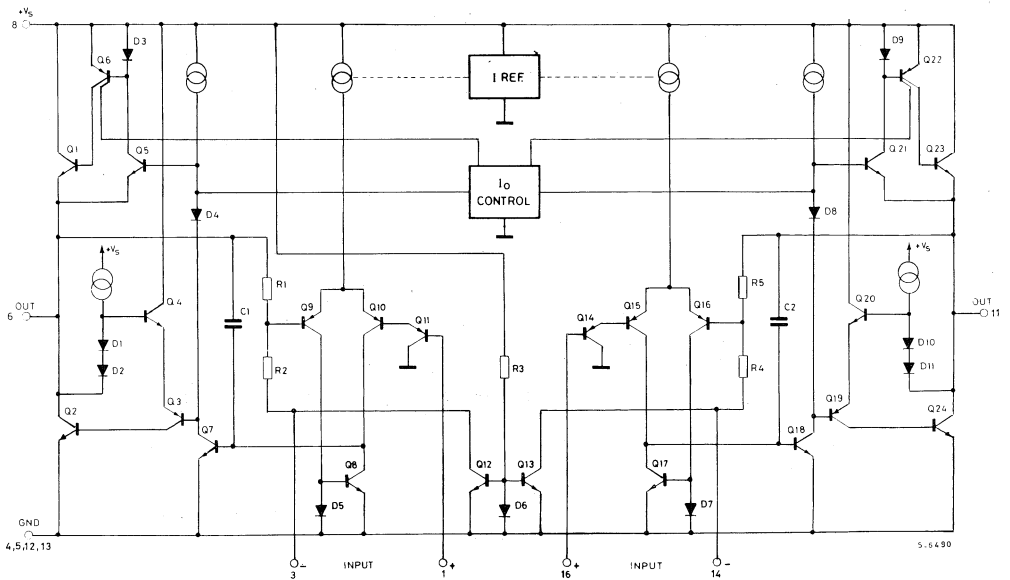 +Vs
8
D3
D9
Q6
Q22
I REF.
Q1
Q5
Q21
Q23
Io
CONTROL
D4
D8
+Vs
+Vs
Q4
R1
R5
C1
C2
Q9
Q10
Q11
Q14
Q15
Q16
Q20
OUT
6
OUT
11
D1
D2
R2
R3
R4
D10
D11
Q2
Q3
Q7
Q19
Q18
Q24
Q8
Q12
Q13
Q17
D5
D6
D7
GND
4,5,12,13
S-6490
3
−
INPUT
1
+
16
+
INPUT
14
−